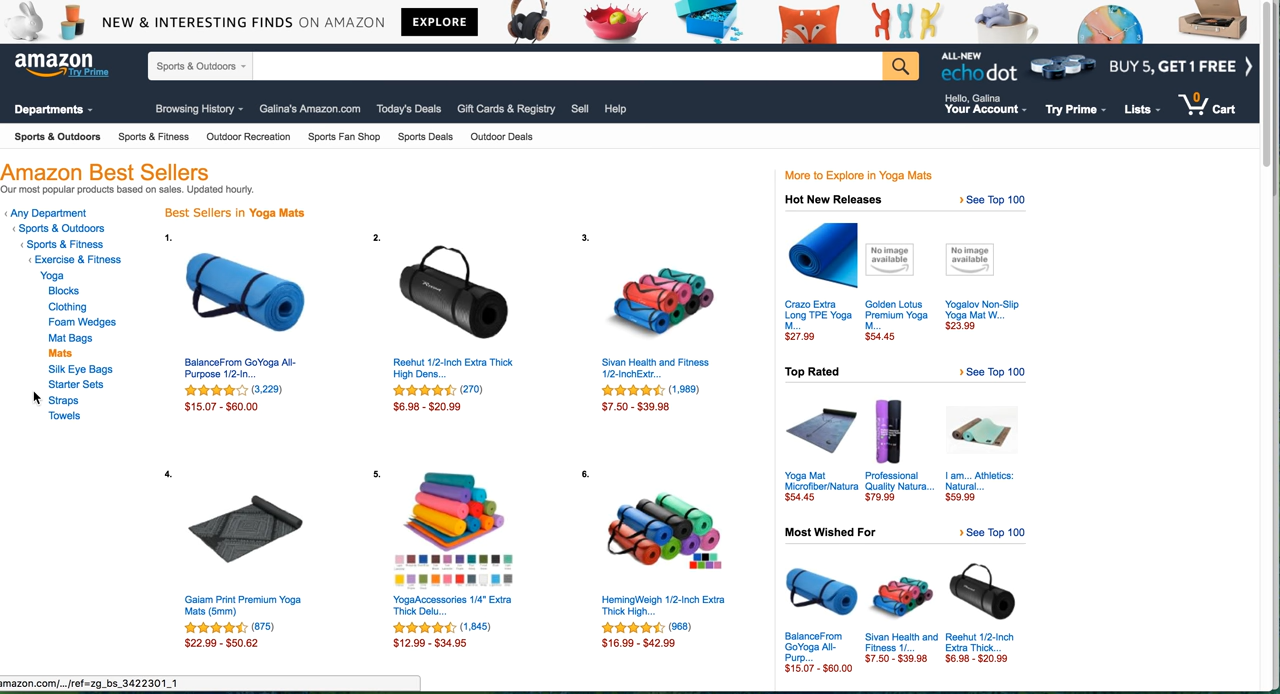 NEW & INTERESTING FINDS ON AMAZON
EXPLORE
amazon
Try Prime
Sports & Outdoors
ALL-NEW
echo dot
BUY 5, GET 1 FREE
Departments
Browsing History
Galina's Amazon.com
Today's Deals
Gift Cards & Registry
Sell
Help
Hello, Galina
Your Account
Try Prime
Lists
0
Cart
Sports & Outdoors
Sports & Fitness
Outdoor Recreation
Sports Fan Shop
Sports Deals
Outdoor Deals
Amazon Best Sellers
Our most popular products based on sales. Updated hourly.
‹ Any Department
‹ Sports & Outdoors
‹ Sports & Fitness
‹ Exercise & Fitness
Yoga
Blocks
Clothing
Foam Wedges
Mat Bags
Mats
Silk Eye Bags
Starter Sets
Straps
Towels
Best Sellers in Yoga Mats
1.
BalanceFrom GoYoga All-
Purpose 1/2-In...
(3,229)
$15.07 - $60.00
2.
Reehut 1/2-Inch Extra Thick
High Dens...
(270)
$6.98 - $20.99
3.
Sivan Health and Fitness
1/2-InchExtr...
(1,989)
$7.50 - $39.98
4.
Gaiam Print Premium Yoga
Mats (5mm)
(875)
$22.99 - $50.62
5.
YogaAccessories 1/4" Extra
Thick Delu...
(1,845)
$12.99 - $34.95
6.
HemingWeigh 1/2-Inch Extra
Thick High...
(968)
$16.99 - $42.99
More to Explore in Yoga Mats
Hot New Releases
› See Top 100
Crazo Extra
Long TPE Yoga
M...
$27.99
No image
available
Golden Lotus
Premium Yoga
M...
$54.45
No image
available
Yogalov Non-Slip
Yoga Mat W...
$23.99
Top Rated
› See Top 100
Yoga Mat
Microfiber/Natura
$54.45
Professional
Quality Natura...
$79.99
I am... Athletics:
Natural...
$59.99
Most Wished For
› See Top 100
BalanceFrom
GoYoga All-
Purp...
$15.07 - $60.00
Sivan Health and
Fitness 1/...
$7.50 - $39.98
Reehut 1/2-Inch
Extra Thick...
$6.98 - $20.99
amazon.com/.../ref=zg_bs_3422301_1